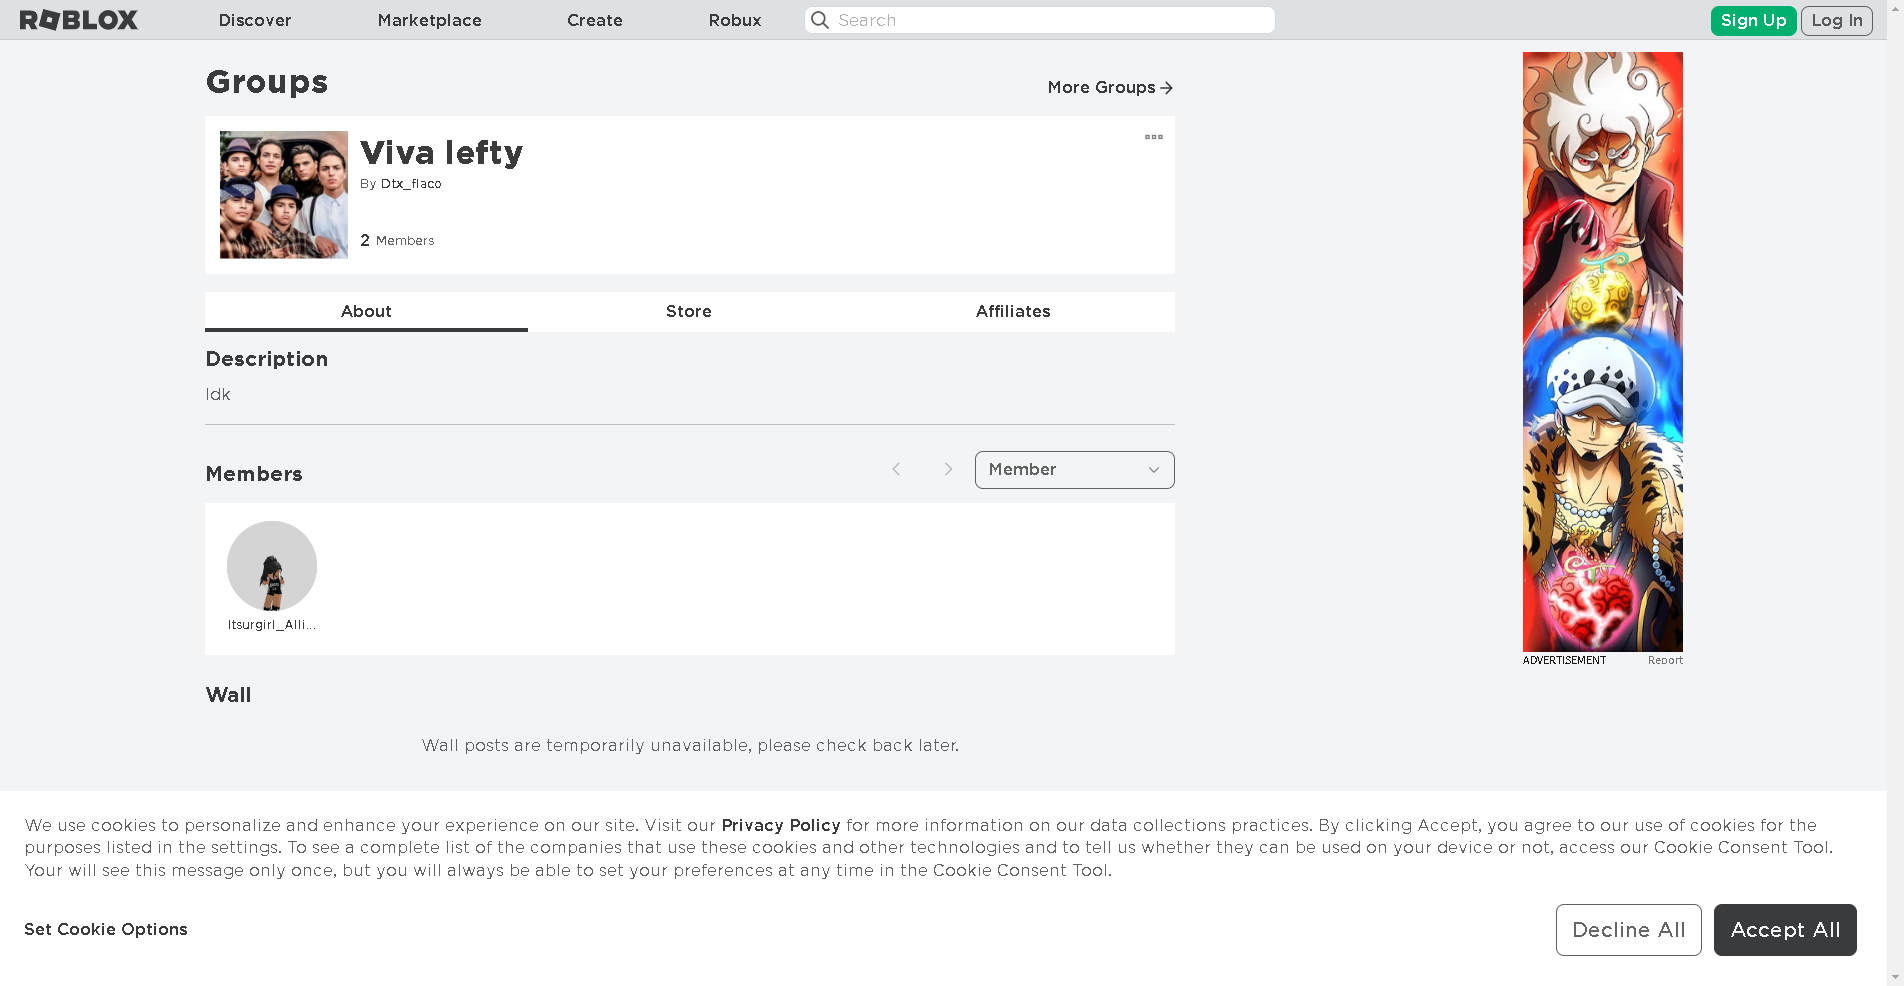 ROBLOX Discover Marketplace Create Robux Search Sign Up Log In
Groups
More Groups
Viva lefty
By Dtx_flaco
2 Members
About Store Affiliates
Description
Idk
Members
Member
Itsurgirl_Alli...
Wall
Wall posts are temporarily unavailable, please check back later.
ADVERTISEMENT Report
We use cookies to personalize and enhance your experience on our site. Visit our Privacy Policy for more information on our data collections practices. By clicking Accept, you agree to our use of cookies for the
purposes listed in the settings. To see a complete list of the companies that use these cookies and other technologies and to tell us whether they can be used on your device or not, access our Cookie Consent Tool.
Your will see this message only once, but you will always be able to set your preferences at any time in the Cookie Consent Tool.
Set Cookie Options
Decline All
Accept All